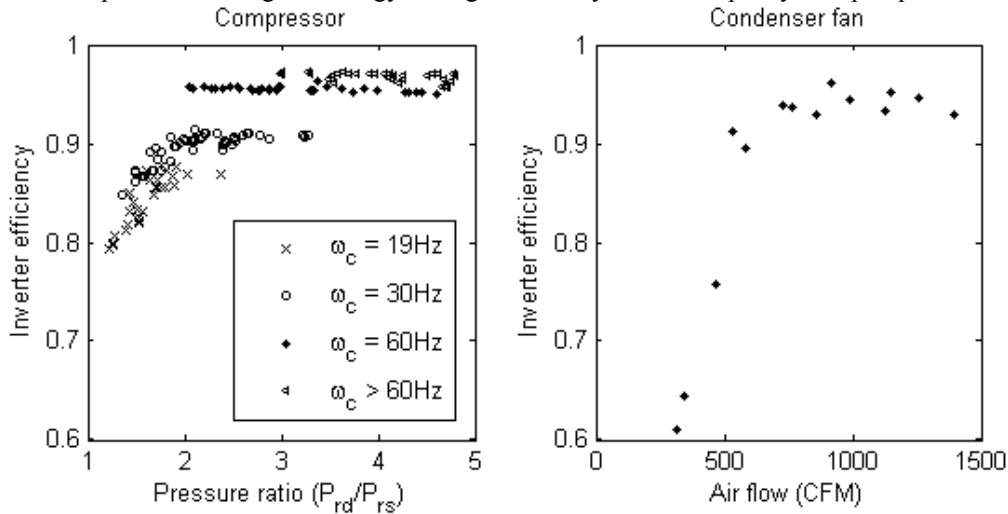 Compressor
Condenser fan
Inverter efficiency
1
0.9
0.8
0.7
0.6
ω_c = 19Hz
ω_c = 30Hz
ω_c = 60Hz
ω_c > 60Hz
1 2 3 4 5
Pressure ratio (P_rd/P_rs)
Inverter efficiency
1
0.9
0.8
0.7
0.6
0 500 1000 1500
Air flow (CFM)